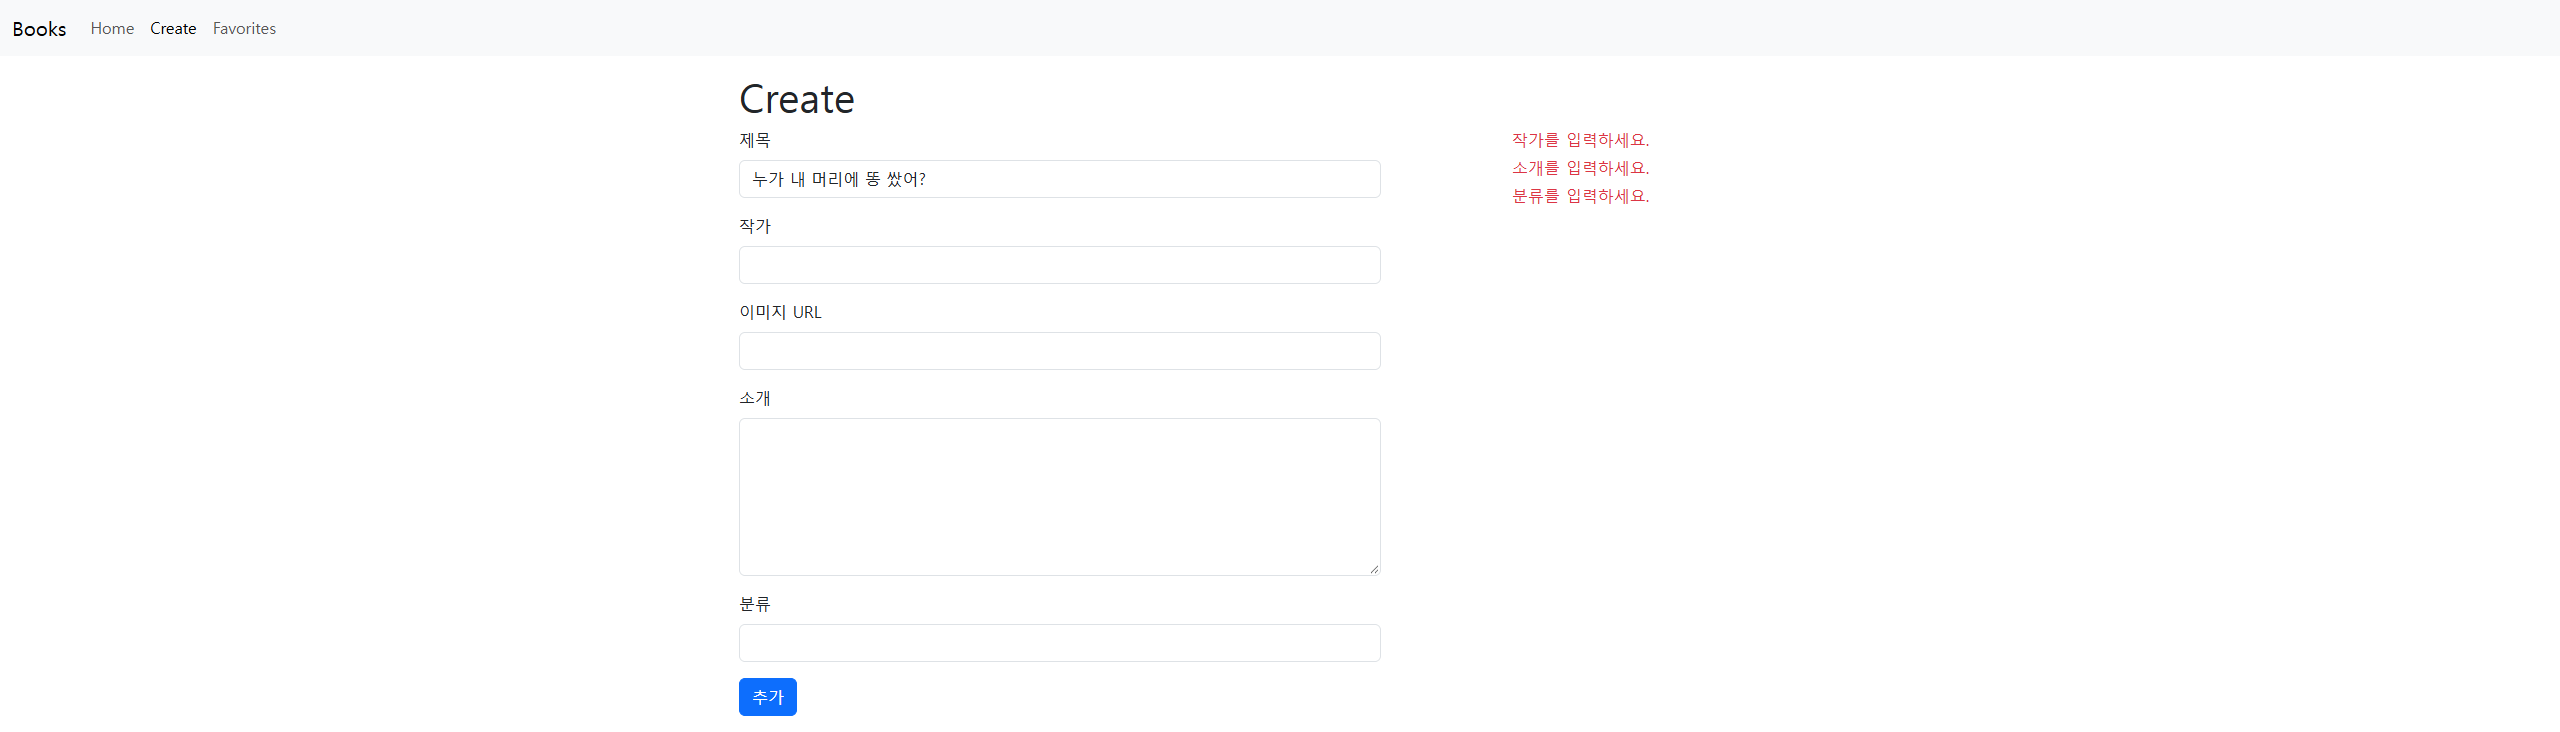 Books Home Create Favorites
Create
제목
누가 내 머리에 똥 쌌어?
작가
이미지 URL
소개
분류
추가
작가를 입력하세요.
소개를 입력하세요.
분류를 입력하세요.